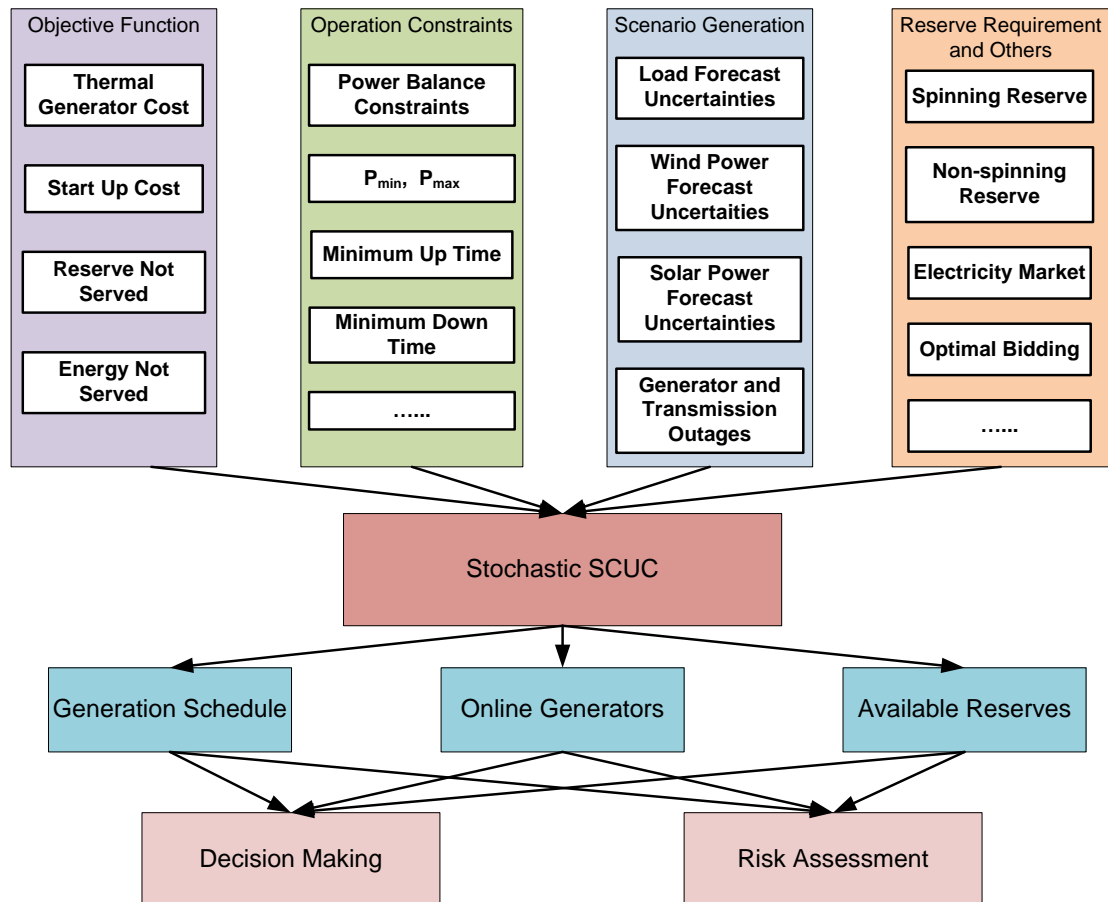 Objective Function
Thermal
Generator Cost
Start Up Cost
Reserve Not
Served
Energy Not
Served
Operation Constraints
Power Balance
Constraints
Pmin, Pmax
Minimum Up Time
Minimum Down
Time
…...
Scenario Generation
Load Forecast
Uncertainties
Wind Power
Forecast
Uncertaities
Solar Power
Forecast
Uncertainties
Generator and
Transmission
Outages
Reserve Requirement
and Others
Spinning Reserve
Non-spinning
Reserve
Electricity Market
Optimal Bidding
…...
Stochastic SCUC
Generation Schedule
Online Generators
Available Reserves
Decision Making
Risk Assessment